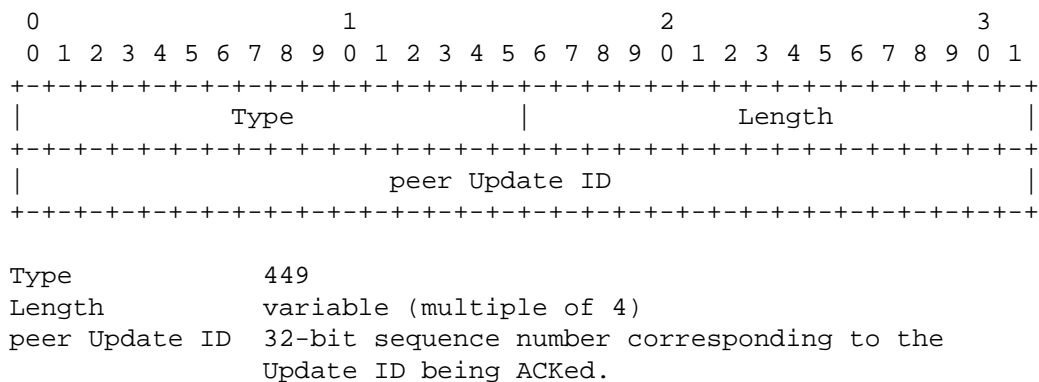 0                   1                   2                   3
 0 1 2 3 4 5 6 7 8 9 0 1 2 3 4 5 6 7 8 9 0 1 2 3 4 5 6 7 8 9 0 1
+-+-+-+-+-+-+-+-+-+-+-+-+-+-+-+-+-+-+-+-+-+-+-+-+-+-+-+-+-+-+-+-+
|             Type              |             Length            |
+-+-+-+-+-+-+-+-+-+-+-+-+-+-+-+-+-+-+-+-+-+-+-+-+-+-+-+-+-+-+-+-+
|                       peer Update ID                          |
+-+-+-+-+-+-+-+-+-+-+-+-+-+-+-+-+-+-+-+-+-+-+-+-+-+-+-+-+-+-+-+-+
Type            449
Length          variable (multiple of 4)
peer Update ID  32-bit sequence number corresponding to the
                Update ID being ACKed.